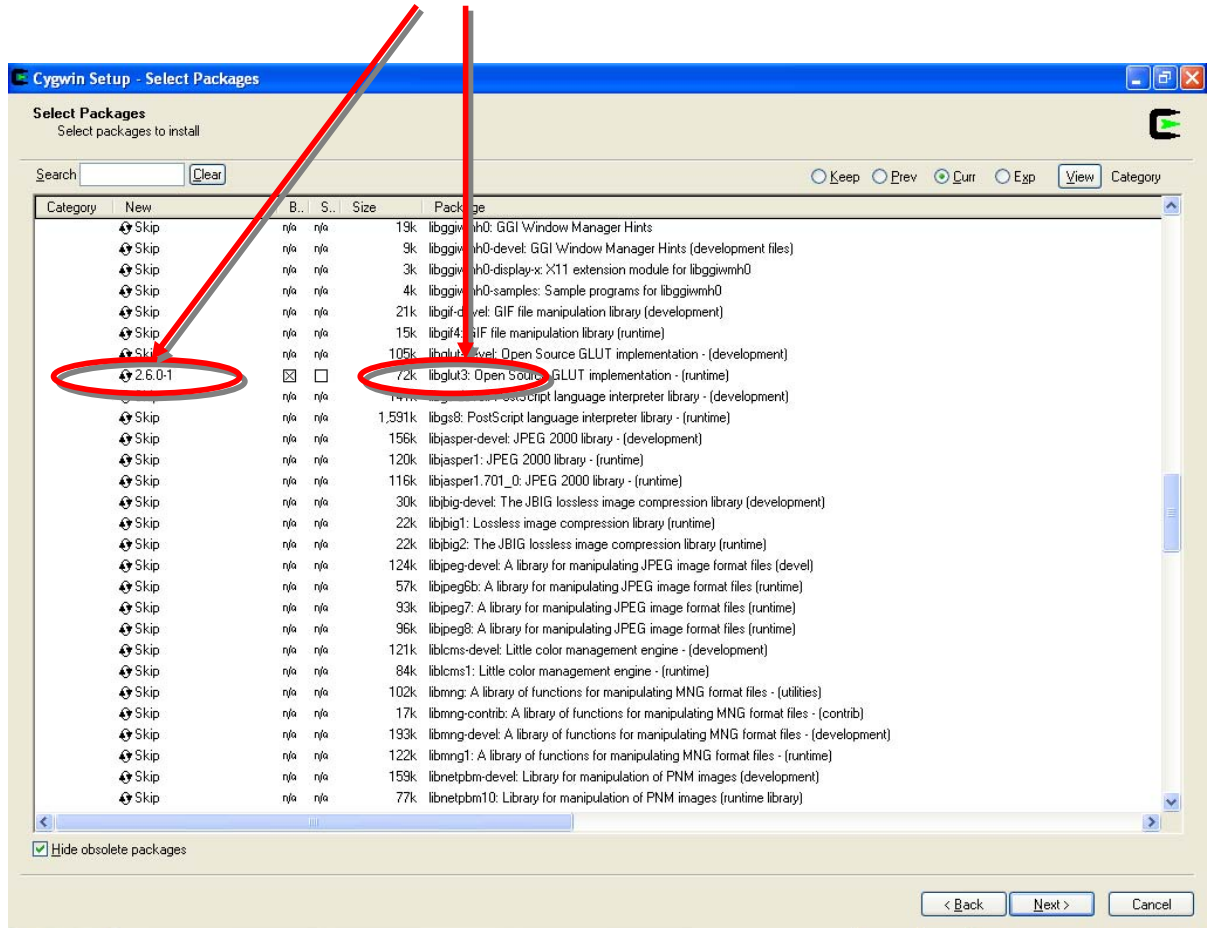 Cygwin Setup - Select Packages
Select Packages
Select packages to install
Search Clear Keep Prev Curr Exp View Category
Category New B.. S.. Size Package
Skip n/a n/a 19k GGI Window Manager Hints
Skip n/a n/a 9k GGI Window Manager Hints (development files)
Skip n/a n/a 3k X11 extension module for libggiwmh0
Skip n/a n/a 4k Sample programs for libggiwmh0
Skip n/a n/a 21k GIF file manipulation library (development)
Skip n/a n/a 15k libgif4: GIF file manipulation library (runtime)
Skip n/a n/a 105k Open Source GLUT implementation - (development)
2.6.0-1 72k libglut3: Open Source GLUT implementation - (runtime)
PostScript language interpreter library - (development)
Skip n/a n/a 1,591k libgs8: PostScript language interpreter library - (runtime)
Skip n/a n/a 156k libjasper-devel: JPEG 2000 library - (development)
Skip n/a n/a 120k libjasper1: JPEG 2000 library - (runtime)
Skip n/a n/a 116k libjasper1.701_0: JPEG 2000 library - (runtime)
Skip n/a n/a 30k libjbig-devel: The JBIG lossless image compression library (development)
Skip n/a n/a 22k libjbig1: Lossless image compression library (runtime)
Skip n/a n/a 22k libjbig2: The JBIG lossless image compression library (runtime)
Skip n/a n/a 124k libjpeg-devel: A library for manipulating JPEG image format files (devel)
Skip n/a n/a 57k libjpeg6b: A library for manipulating JPEG image format files (runtime)
Skip n/a n/a 93k libjpeg7: A library for manipulating JPEG image format files (runtime)
Skip n/a n/a 96k libjpeg8: A library for manipulating JPEG image format files (runtime)
Skip n/a n/a 121k liblcms-devel: Little color management engine - (development)
Skip n/a n/a 84k liblcms1: Little color management engine - (runtime)
Skip n/a n/a 102k libmng: A library of functions for manipulating MNG format files - (utilities)
Skip n/a n/a 17k libmng-contrib: A library of functions for manipulating MNG format files - (contrib)
Skip n/a n/a 193k libmng-devel: A library of functions for manipulating MNG format files - (development)
Skip n/a n/a 122k libmng1: A library of functions for manipulating MNG format files - (runtime)
Skip n/a n/a 159k libnetpbm-devel: Library for manipulation of PNM images (development)
Skip n/a n/a 77k libnetpbm10: Library for manipulation of PNM images (runtime library)
Hide obsolete packages
< Back Next > Cancel